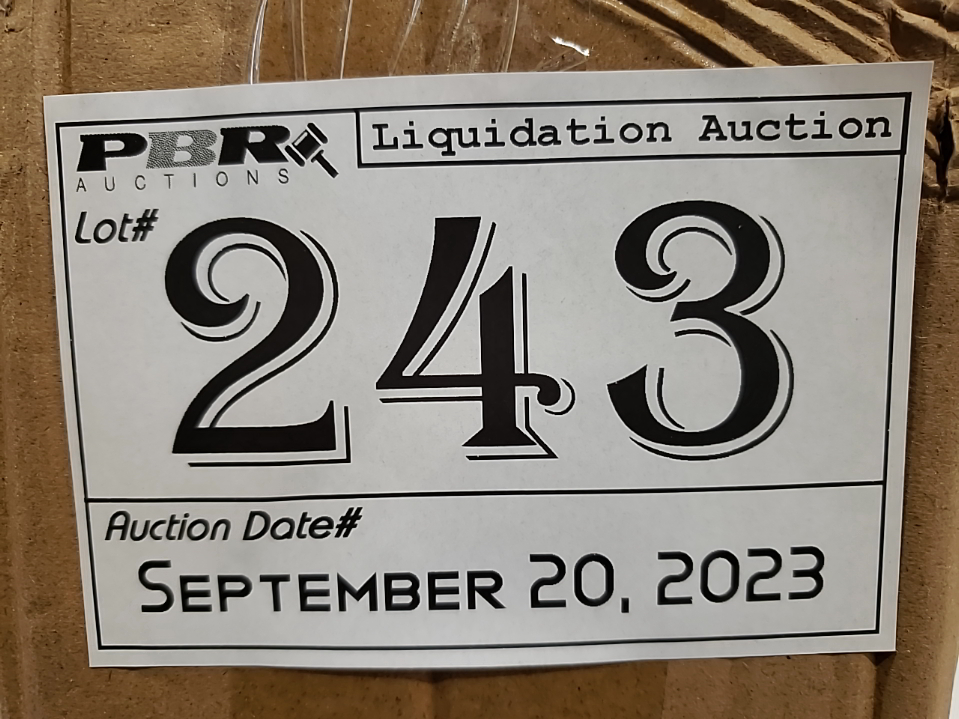 PBR
AUCTIONS
Liquidation Auction
Lot#
243
Auction Date#
SEPTEMBER 20, 2023